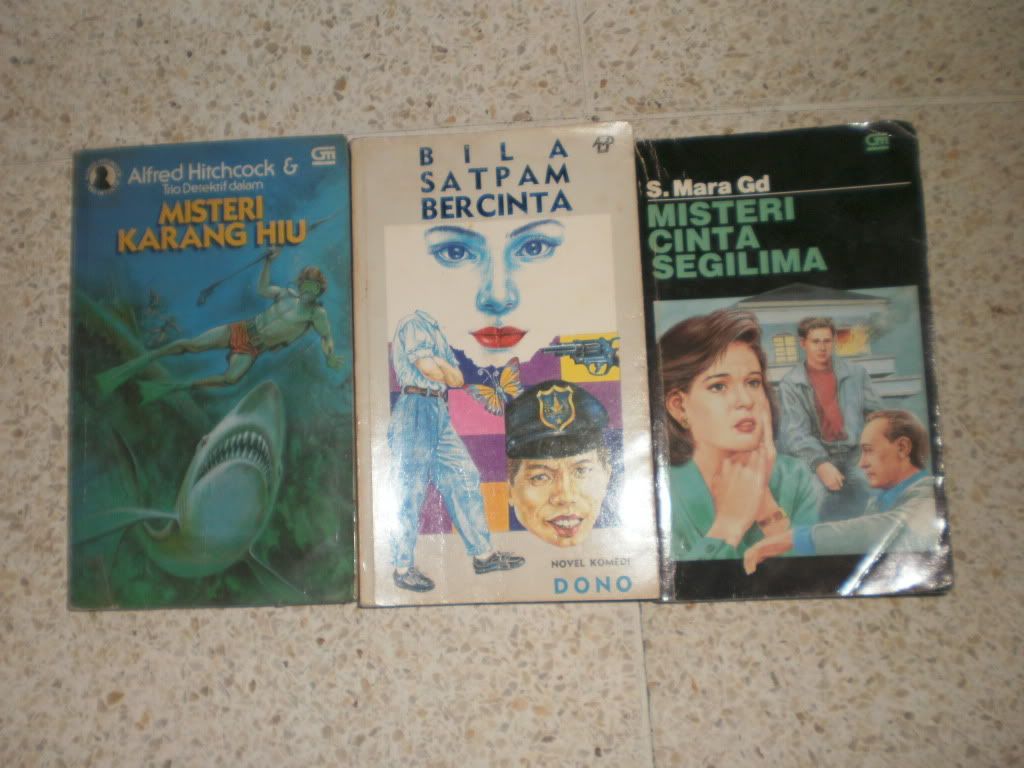 Alfred Hitchcock &
Trio Detektif dalam
MISTERI
KARANG HIU
GM
BILA
SATPAM
BERCINTA
NOVEL KOMEDI
DONO
GM
S. Mara Gd
MISTERI
CINTA
SEGILIMA